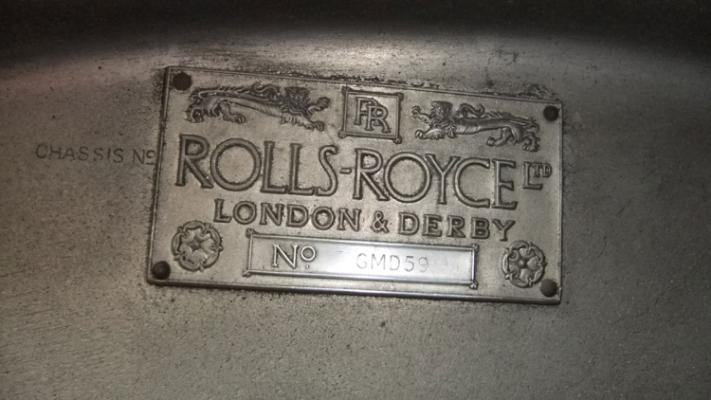 RR
CHASSIS Nº
ROLLS-ROYCE LTD
LONDON & DERBY
Nº GMD59